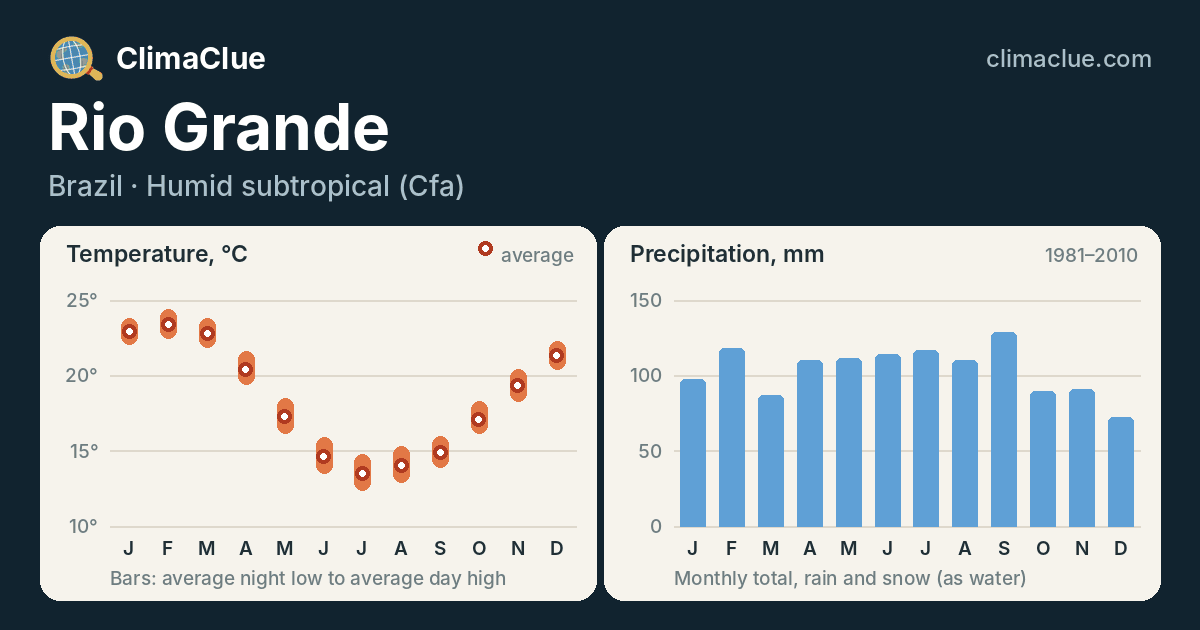 ClimaClue
climaclue.com
Rio Grande
Brazil · Humid subtropical (Cfa)
Temperature, °C
average
25°
20°
15°
10°
J F M A M J J A S O N D
Bars: average night low to average day high
Precipitation, mm
1981–2010
150
100
50
0
J F M A M J J A S O N D
Monthly total, rain and snow (as water)